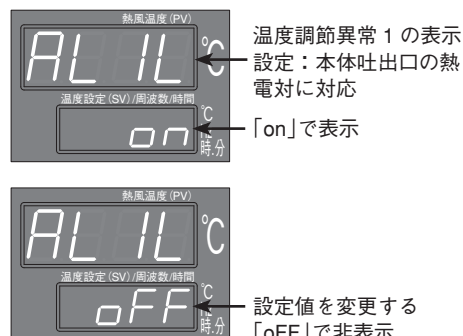 熱風温度(PV)
AL 1L ℃
温度設定(SV)/周波数/時間
on ℃
時.分
温度調節異常1の表示
設定：本体吐出口の熱
電対に対応
「on」で表示
熱風温度(PV)
AL 1L ℃
温度設定(SV)/周波数/時間
oFF ℃
時.分
設定値を変更する
「oFF」で非表示